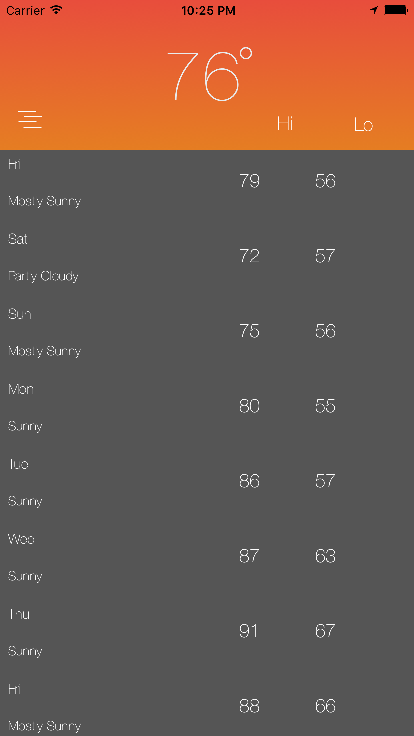 Carrier 10:25 PM
76°
Hi Lo
Fri
79 56
Mostly Sunny
Sat
72 57
Partly Cloudy
Sun
75 56
Mostly Sunny
Mon
80 55
Sunny
Tue
86 57
Sunny
Wed
87 63
Sunny
Thu
91 67
Sunny
Fri
88 66
Mostly Sunny